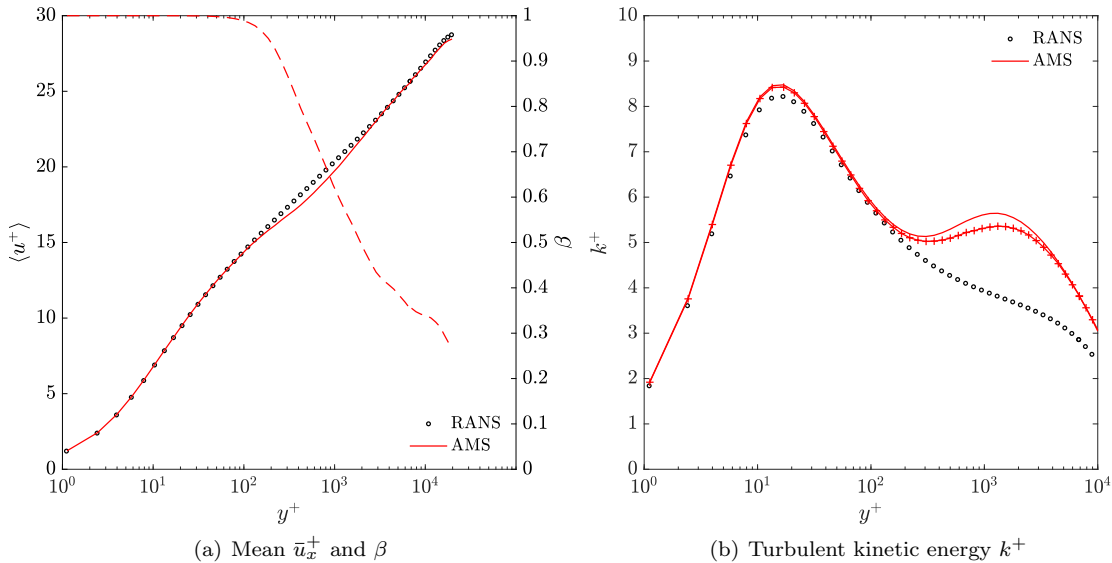 30
25
20
15
10
5
0
⟨u⁺⟩
1
0.9
0.8
0.7
0.6
0.5
0.4
0.3
0.2
0.1
0
β
RANS
AMS
10⁰ 10¹ 10² 10³ 10⁴
y⁺
(a) Mean ū⁺ₓ and β
10
9
8
7
6
5
4
3
2
1
0
k⁺
RANS
AMS
10⁰ 10¹ 10² 10³ 10⁴
y⁺
(b) Turbulent kinetic energy k⁺